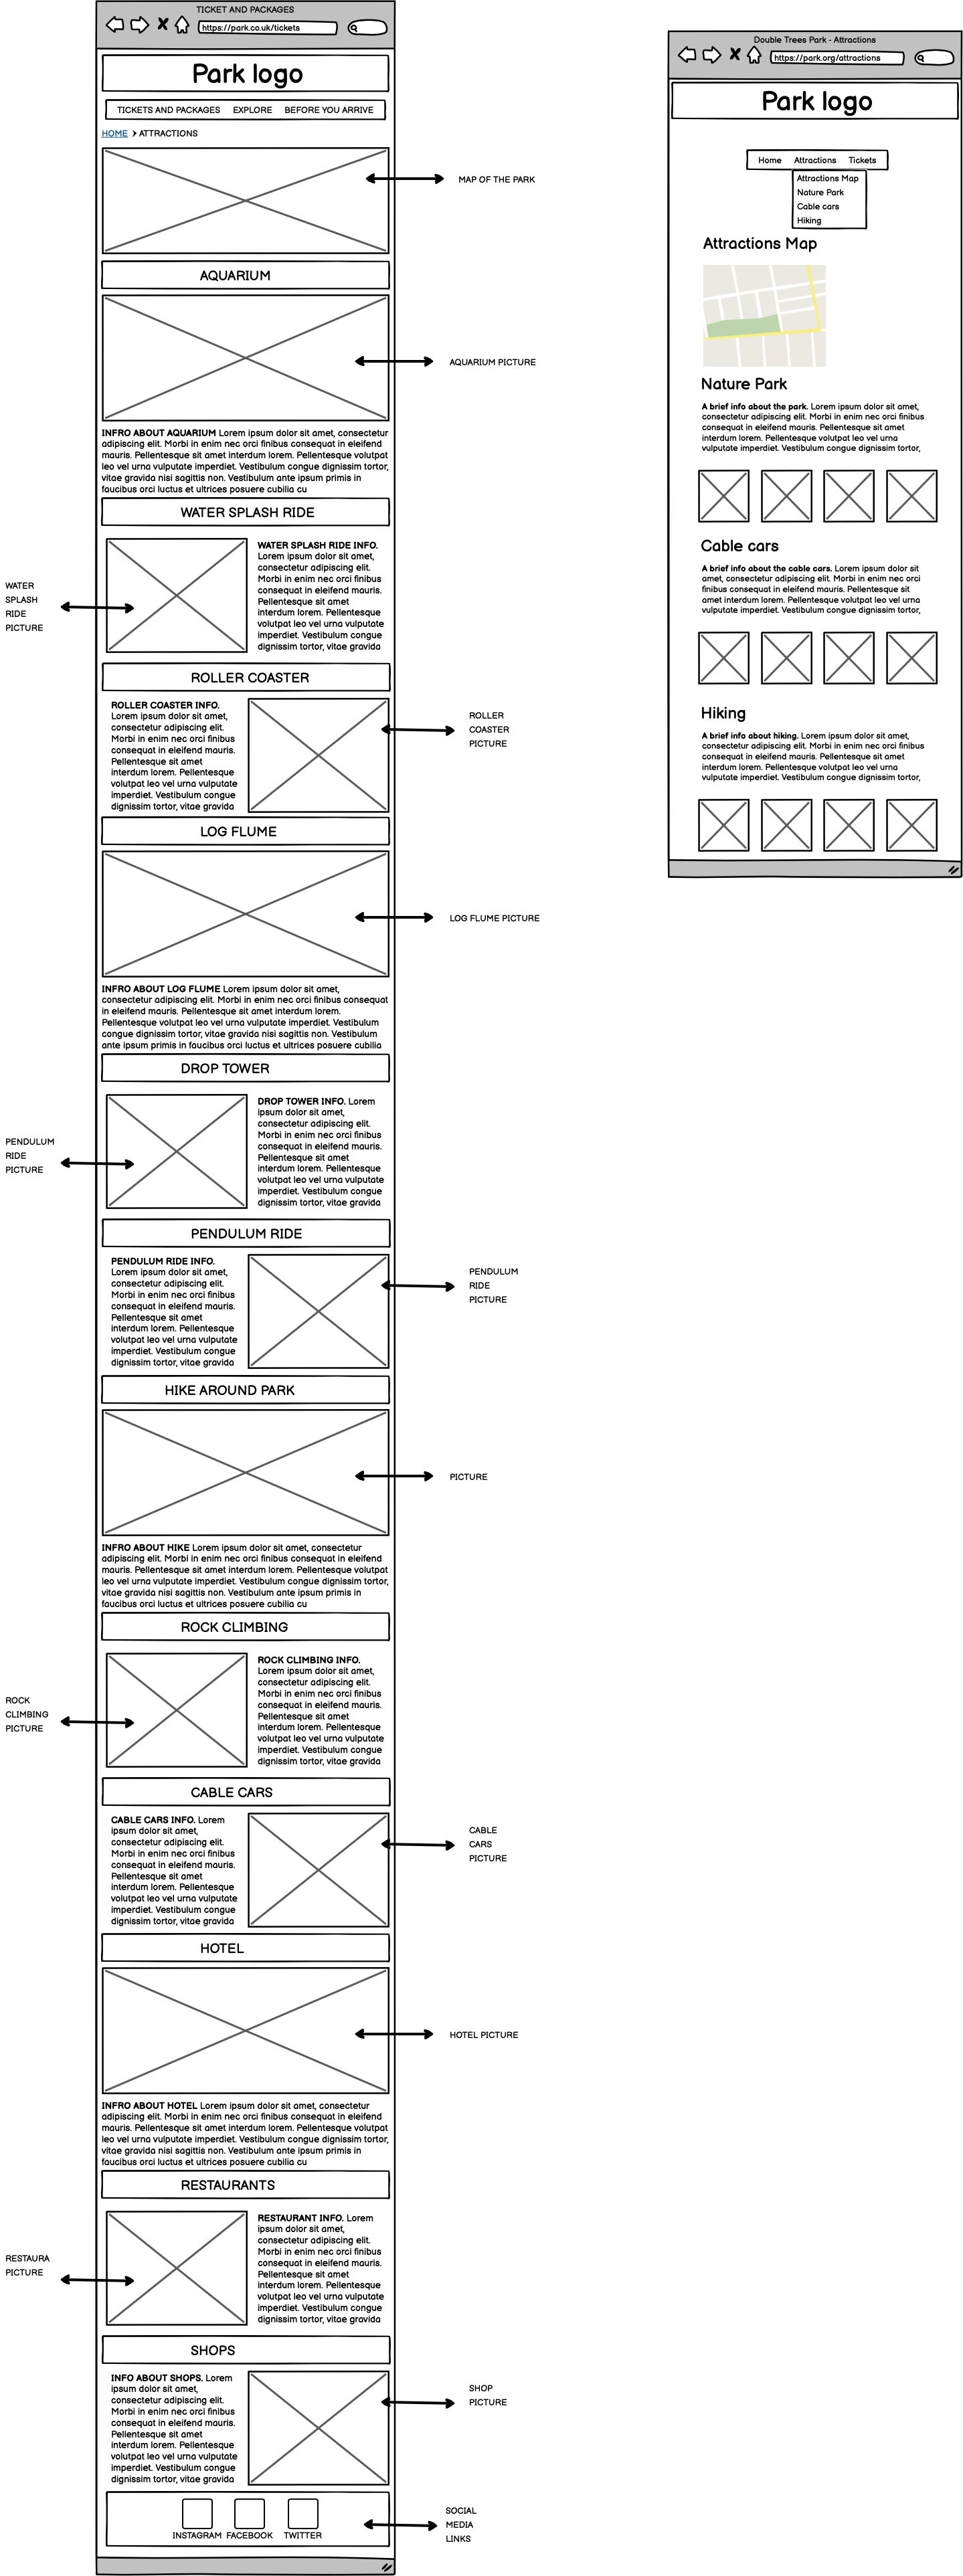 TICKET AND PACKAGES
https://park.co.uk/tickets
Park logo
TICKETS AND PACKAGES EXPLORE BEFORE YOU ARRIVE
HOME > ATTRACTIONS
MAP OF THE PARK
AQUARIUM
AQUARIUM PICTURE
INFRO ABOUT AQUARIUM Lorem ipsum dolor sit amet, consectetur
adipiscing elit. Morbi in enim nec orci finibus consequat in eleifend
mauris. Pellentesque sit amet interdum lorem. Pellentesque volutpat
leo vel urna vulputate imperdiet. Vestibulum congue dignissim tortor,
vitae gravida nisi sagittis non. Vestibulum ante ipsum primis in
faucibus orci luctus et ultrices posuere cubilia cu
WATER SPLASH RIDE
WATER
SPLASH
RIDE
PICTURE
WATER SPLASH RIDE INFO.
Lorem ipsum dolor sit amet,
consectetur adipiscing elit.
Morbi in enim nec orci finibus
consequat in eleifend mauris.
Pellentesque sit amet
interdum lorem. Pellentesque
volutpat leo vel urna vulputate
imperdiet. Vestibulum congue
dignissim tortor, vitae gravida
ROLLER COASTER
ROLLER COASTER INFO.
Lorem ipsum dolor sit amet,
consectetur adipiscing elit.
Morbi in enim nec orci finibus
consequat in eleifend mauris.
Pellentesque sit amet
interdum lorem. Pellentesque
volutpat leo vel urna vulputate
imperdiet. Vestibulum congue
dignissim tortor, vitae gravida
ROLLER
COASTER
PICTURE
LOG FLUME
LOG FLUME PICTURE
INFRO ABOUT LOG FLUME Lorem ipsum dolor sit amet,
consectetur adipiscing elit. Morbi in enim nec orci finibus consequat
in eleifend mauris. Pellentesque sit amet interdum lorem.
Pellentesque volutpat leo vel urna vulputate imperdiet. Vestibulum
congue dignissim tortor, vitae gravida nisi sagittis non. Vestibulum
ante ipsum primis in faucibus orci luctus et ultrices posuere cubilia
DROP TOWER
PENDULUM
RIDE
PICTURE
DROP TOWER INFO. Lorem
ipsum dolor sit amet,
consectetur adipiscing elit.
Morbi in enim nec orci finibus
consequat in eleifend mauris.
Pellentesque sit amet
interdum lorem. Pellentesque
volutpat leo vel urna vulputate
imperdiet. Vestibulum congue
dignissim tortor, vitae gravida
PENDULUM RIDE
PENDULUM RIDE INFO.
Lorem ipsum dolor sit amet,
consectetur adipiscing elit.
Morbi in enim nec orci finibus
consequat in eleifend mauris.
Pellentesque sit amet
interdum lorem. Pellentesque
volutpat leo vel urna vulputate
imperdiet. Vestibulum congue
dignissim tortor, vitae gravida
PENDULUM
RIDE
PICTURE
HIKE AROUND PARK
PICTURE
INFRO ABOUT HIKE Lorem ipsum dolor sit amet, consectetur
adipiscing elit. Morbi in enim nec orci finibus consequat in eleifend
mauris. Pellentesque sit amet interdum lorem. Pellentesque volutpat
leo vel urna vulputate imperdiet. Vestibulum congue dignissim tortor,
vitae gravida nisi sagittis non. Vestibulum ante ipsum primis in
faucibus orci luctus et ultrices posuere cubilia cu
ROCK CLIMBING
ROCK
CLIMBING
PICTURE
ROCK CLIMBING INFO.
Lorem ipsum dolor sit amet,
consectetur adipiscing elit.
Morbi in enim nec orci finibus
consequat in eleifend mauris.
Pellentesque sit amet
interdum lorem. Pellentesque
volutpat leo vel urna vulputate
imperdiet. Vestibulum congue
dignissim tortor, vitae gravida
CABLE CARS
CABLE CARS INFO. Lorem
ipsum dolor sit amet,
consectetur adipiscing elit.
Morbi in enim nec orci finibus
consequat in eleifend mauris.
Pellentesque sit amet
interdum lorem. Pellentesque
volutpat leo vel urna vulputate
imperdiet. Vestibulum congue
dignissim tortor, vitae gravida
CABLE
CARS
PICTURE
HOTEL
HOTEL PICTURE
INFRO ABOUT HOTEL Lorem ipsum dolor sit amet, consectetur
adipiscing elit. Morbi in enim nec orci finibus consequat in eleifend
mauris. Pellentesque sit amet interdum lorem. Pellentesque volutpat
leo vel urna vulputate imperdiet. Vestibulum congue dignissim tortor,
vitae gravida nisi sagittis non. Vestibulum ante ipsum primis in
faucibus orci luctus et ultrices posuere cubilia cu
RESTAURANTS
RESTAURA
PICTURE
RESTAURANT INFO. Lorem
ipsum dolor sit amet,
consectetur adipiscing elit.
Morbi in enim nec orci finibus
consequat in eleifend mauris.
Pellentesque sit amet
interdum lorem. Pellentesque
volutpat leo vel urna vulputate
imperdiet. Vestibulum congue
dignissim tortor, vitae gravida
SHOPS
INFO ABOUT SHOPS. Lorem
ipsum dolor sit amet,
consectetur adipiscing elit.
Morbi in enim nec orci finibus
consequat in eleifend mauris.
Pellentesque sit amet
interdum lorem. Pellentesque
volutpat leo vel urna vulputate
imperdiet. Vestibulum congue
dignissim tortor, vitae gravida
SHOP
PICTURE
INSTAGRAM FACEBOOK TWITTER
SOCIAL
MEDIA
LINKS
Double Trees Park - Attractions
https://park.org/attractions
Park logo
Home Attractions Tickets
Attractions Map
Nature Park
Cable cars
Hiking
Attractions Map
Nature Park
A brief info about the park. Lorem ipsum dolor sit amet,
consectetur adipiscing elit. Morbi in enim nec orci finibus
consequat in eleifend mauris. Pellentesque sit amet
interdum lorem. Pellentesque volutpat leo vel urna
vulputate imperdiet. Vestibulum congue dignissim tortor,
Cable cars
A brief info about the cable cars. Lorem ipsum dolor sit
amet, consectetur adipiscing elit. Morbi in enim nec orci
finibus consequat in eleifend mauris. Pellentesque sit
amet interdum lorem. Pellentesque volutpat leo vel urna
vulputate imperdiet. Vestibulum congue dignissim tortor,
Hiking
A brief info about hiking. Lorem ipsum dolor sit amet,
consectetur adipiscing elit. Morbi in enim nec orci finibus
consequat in eleifend mauris. Pellentesque sit amet
interdum lorem. Pellentesque volutpat leo vel urna
vulputate imperdiet. Vestibulum congue dignissim tortor,